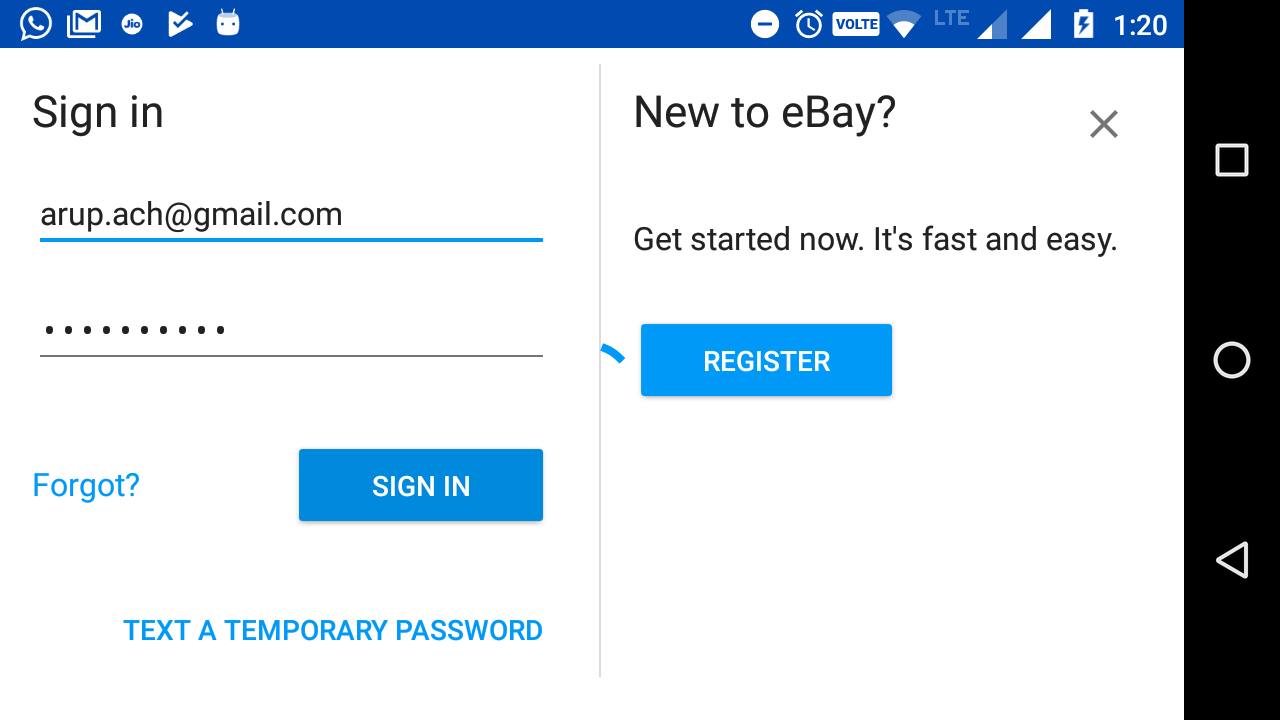 Jio VOLTE LTE 1:20
Sign in
arup.ach@gmail.com
••••••••••
Forgot?
SIGN IN
TEXT A TEMPORARY PASSWORD
New to eBay?
Get started now. It's fast and easy.
REGISTER